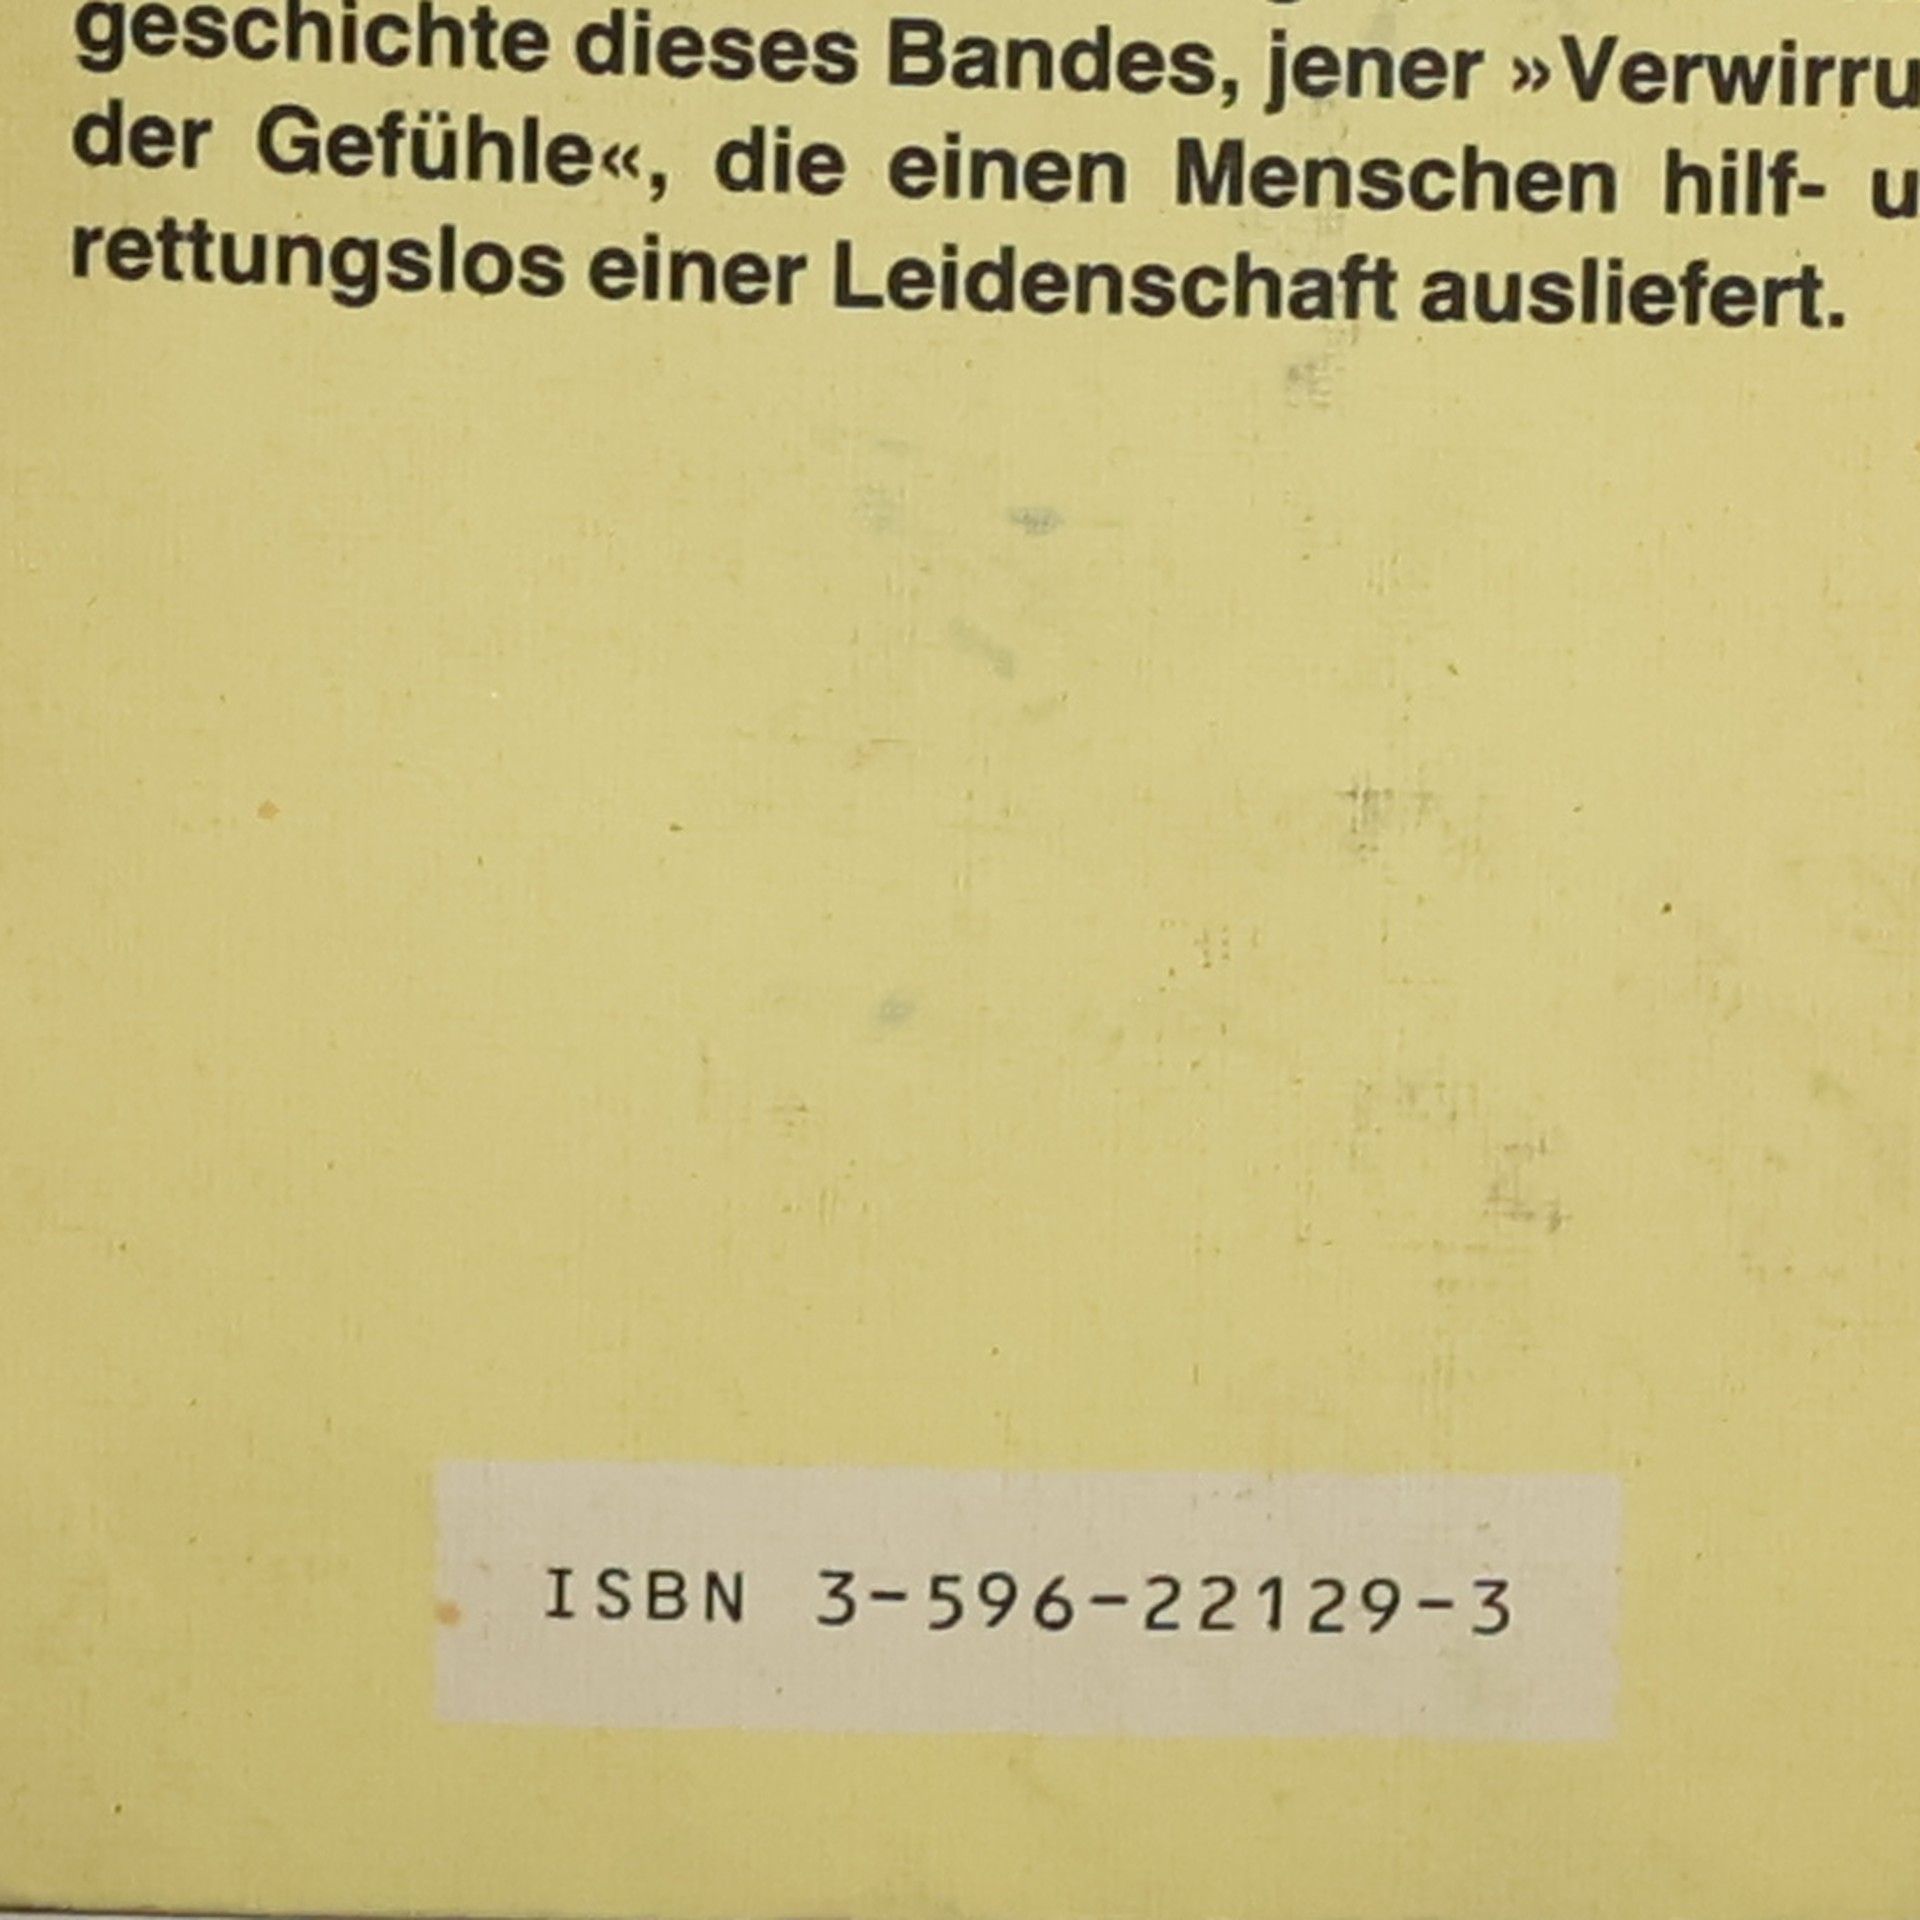 geschichte dieses Bandes, jener »Verwirru
der Gefühle«, die einen Menschen hilf- u
rettungslos einer Leidenschaft ausliefert.
ISBN 3-596-22129-3